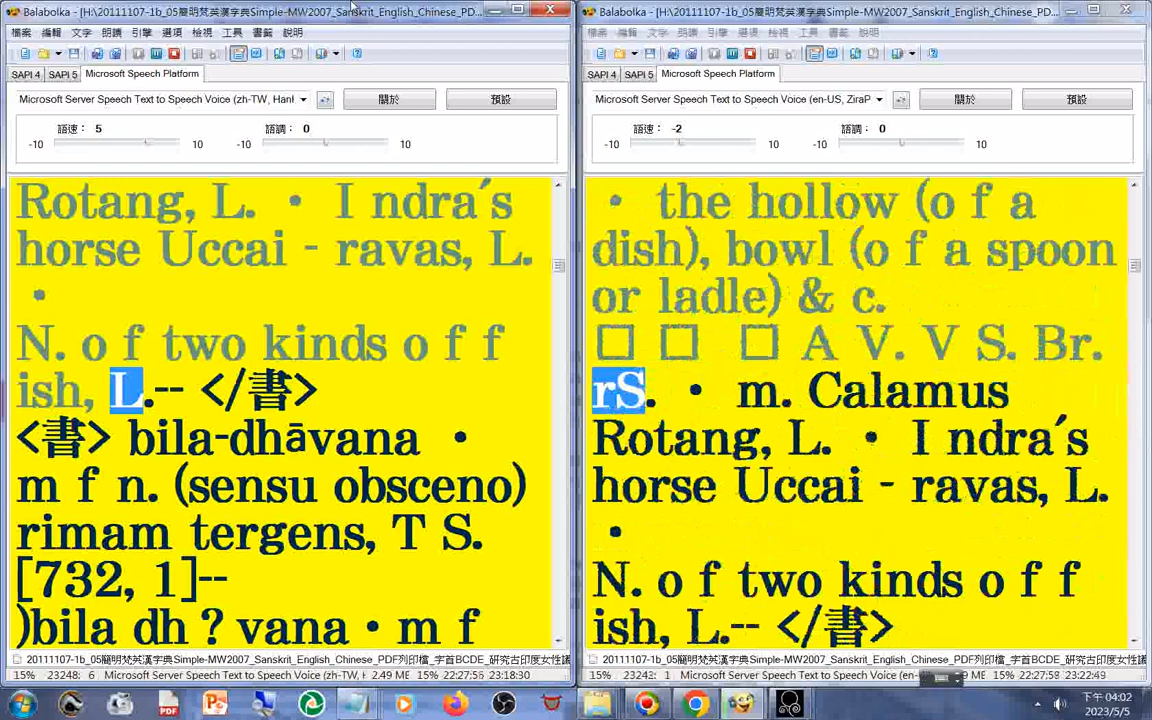 Balabolka - [H:\20111107-1b_05簡明梵英漢字典Simple-MW2007_Sanskrit_English_Chinese_PD...
檔案 編輯 文字 朗讀 引擎 選項 檢視 工具 書籤 說明
SAPI 4 SAPI 5 Microsoft Speech Platform
Microsoft Server Speech Text to Speech Voice (zh-TW, Hanl
關於 預設
語速： 5 語調： 0
-10 10 -10 10
Rotang, L. • I ndra´s
horse Uccai - ravas, L.
•
N. o f two kinds o f f
ish, L.-- </書>
<書> bila-dhāvana •
m f n. (sensu obsceno)
rimam tergens, T S.
[732, 1]--
)bila dh ? vana • m f
20111107-1b_05簡明梵英漢字典Simple-MW2007_Sanskrit_English_Chinese_PDF列印檔_字首BCDE_研究古印度女性議
15% 23248: 6 Microsoft Server Speech Text to Speech Voice (zh-TW, H 2.49 ME 15% 22:27:56 23:18:30
Balabolka - [H:\20111107-1b_05簡明梵英漢字典Simple-MW2007_Sanskrit_English_Chinese_PD...
檔案 編輯 文字 朗讀 引擎 選項 檢視 工具 書籤 說明
SAPI 4 SAPI 5 Microsoft Speech Platform
Microsoft Server Speech Text to Speech Voice (en-US, ZiraP
關於 預設
語速： -2 語調： 0
-10 10 -10 10
• the hollow (o f a
dish), bowl (o f a spoon
or ladle) & c.
□ □ □ A V. V S. Br.
rS. • m. Calamus
Rotang, L. • I ndra´s
horse Uccai - ravas, L.
•
N. o f two kinds o f f
ish, L.-- </書>
20111107-1b_05簡明梵英漢字典Simple-MW2007_Sanskrit_English_Chinese_PDF列印檔_字首BCDE_研究古印度女性議
15% 23243: 1 Microsoft Server Speech Text to Speech Voice (en-US, 9 ME 15% 22:27:58 23:22:49
下午 04:02
2023/5/5